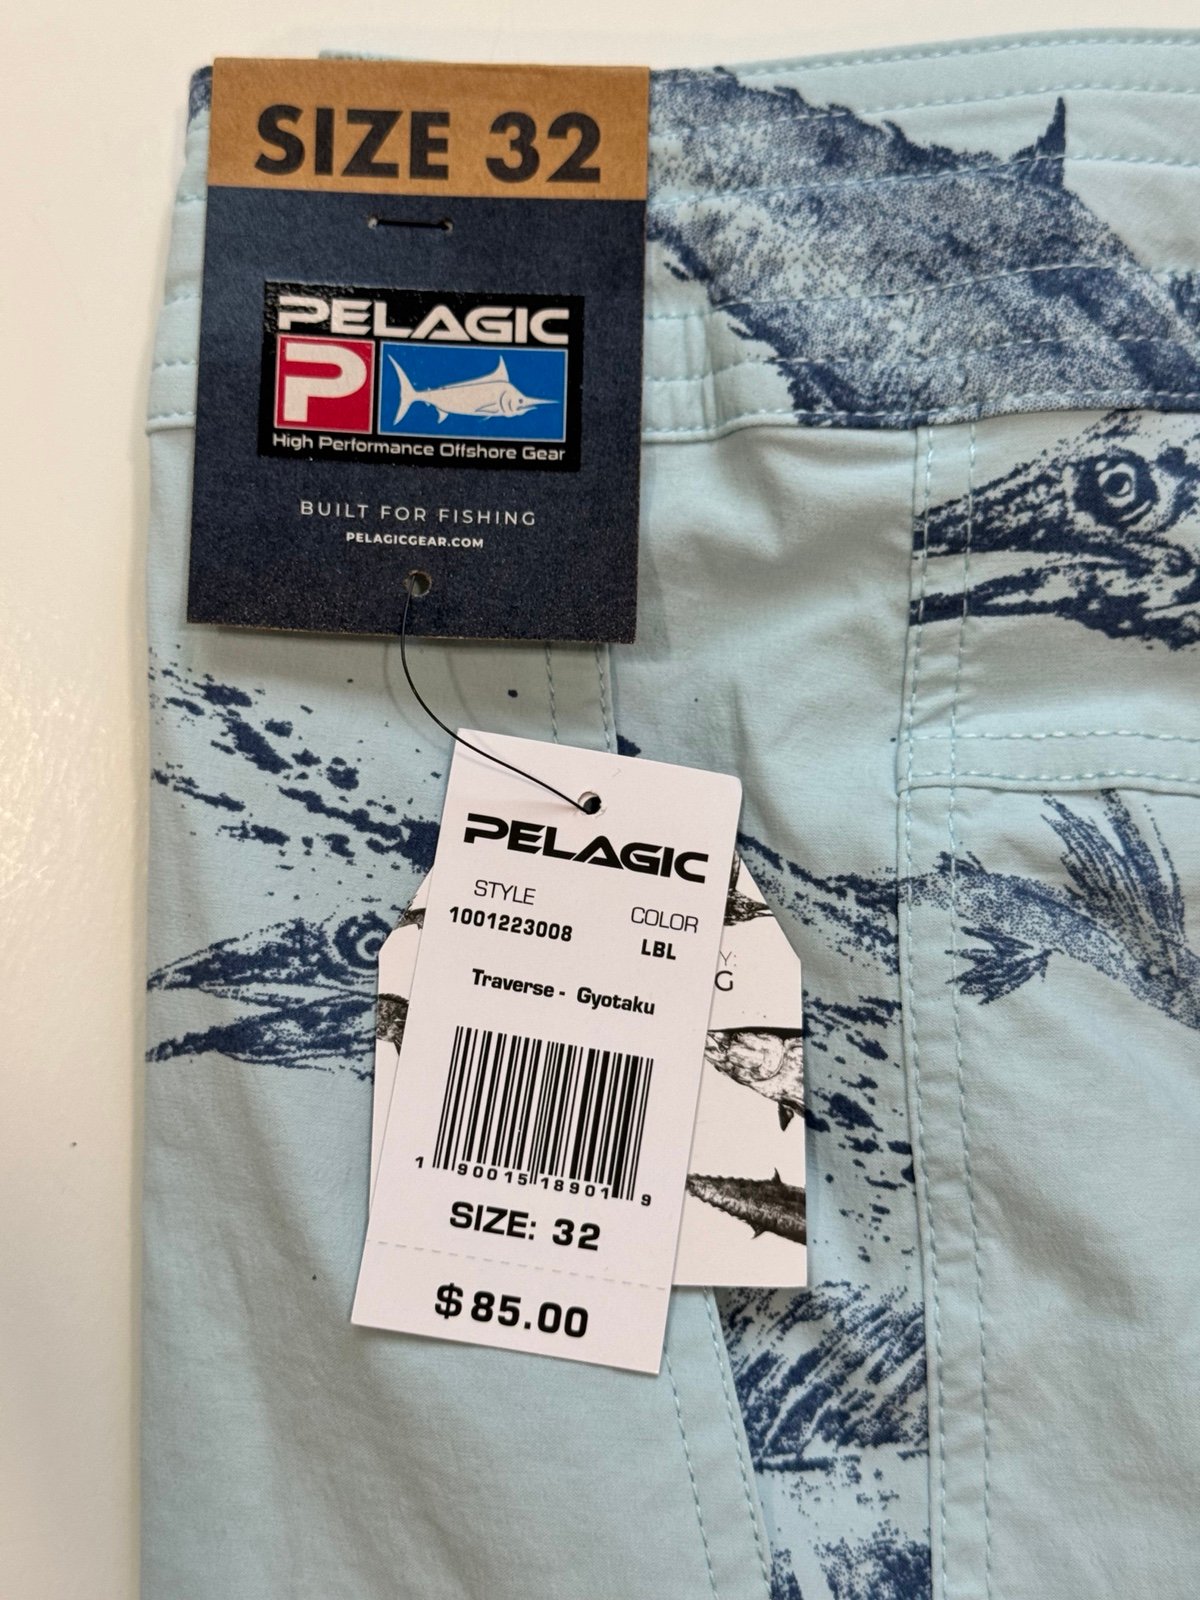 SIZE 32
PELAGIC
P
High Performance Offshore Gear
BUILT FOR FISHING
PELAGICGEAR.COM
PELAGIC
STYLE
1001223008
COLOR
LBL
Traverse - Gyotaku
1 90015 18901 9
SIZE: 32
$85.00
Y:
G